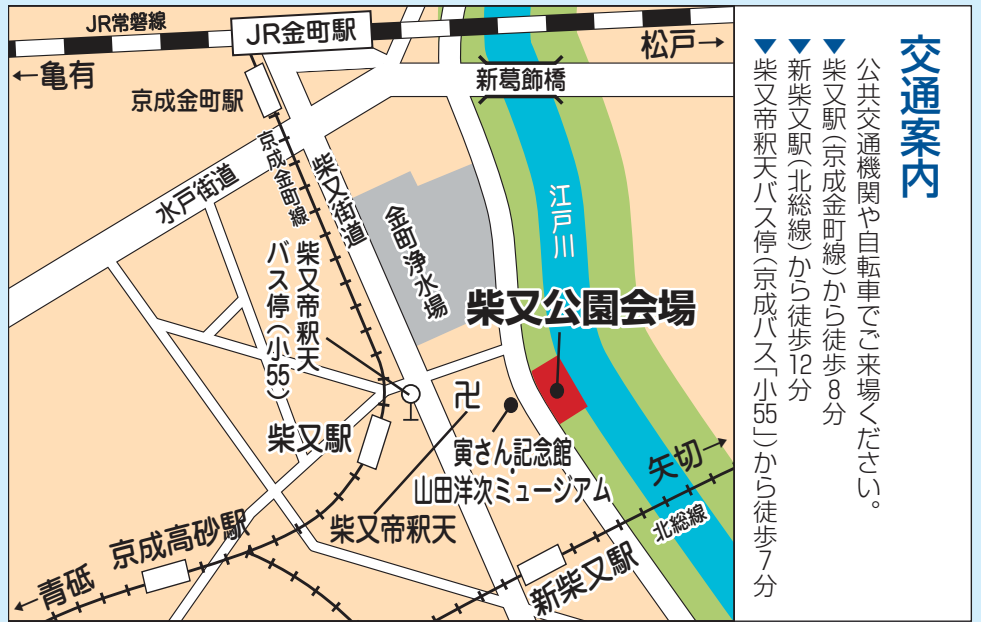 交通案内
公共交通機関や自転車でご来場ください。
▼柴又駅(京成金町線)から徒歩8分
▼新柴又駅(北総線)から徒歩12分
▼柴又帝釈天バス停(京成バス「小55」)から徒歩7分
JR常磐線
JR金町駅
松戸→
←亀有
京成金町駅
新葛飾橋
京成金町線
柴又街道
水戸街道
金町浄水場
江戸川
柴又帝釈天
バス停(小55)
柴又公園会場
卍
柴又駅
寅さん記念館
・
山田洋次ミュージアム
矢切→
柴又帝釈天
北総線
京成高砂駅
新柴又駅
←青砥